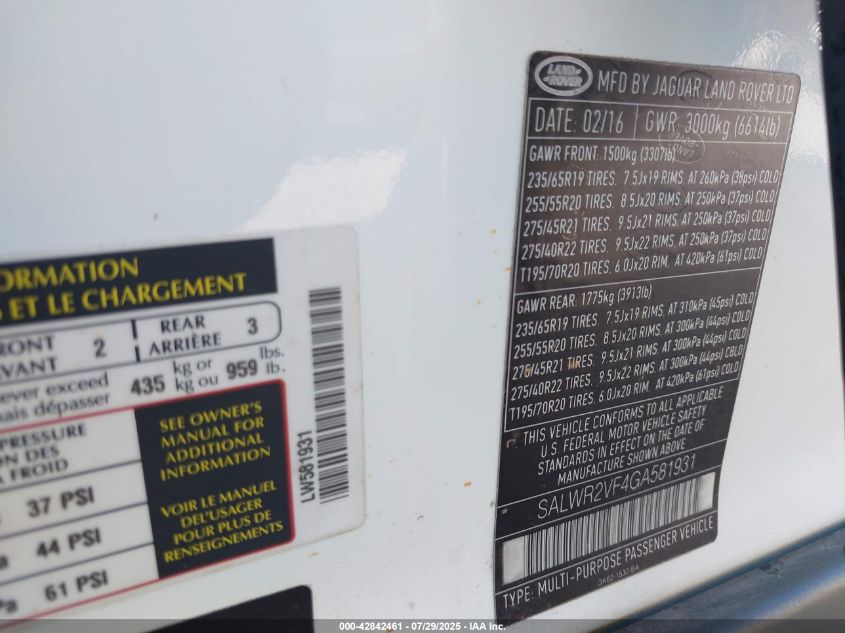 ORMATION
ET LE CHARGEMENT
FRONT 2 REAR 3
AVANT ARRIÈRE
never exceed 435 kg or 959 lbs.
mais dépasser kg ou lb.
PRESSURE
ON DES
À FROID
37 PSI
44 PSI
61 PSI
SEE OWNER'S
MANUAL FOR
ADDITIONAL
INFORMATION
VOIR LE MANUEL
DEL'USAGER
POUR PLUS DE
RENSEIGNEMENTS
LW581931
LAND ROVER
MFD BY JAGUAR LAND ROVER LTD
DATE: 02/16 GWR: 3000kg (6614lb)
GAWR FRONT: 1500kg (3307lb)
235/65R19 TIRES. 7.5Jx19 RIMS. AT 260kPa (38psi) COLD
255/55R20 TIRES. 8.5Jx20 RIMS. AT 250kPa (37psi) COLD
275/45R21 TIRES. 9.5Jx21 RIMS. AT 250kPa (37psi) COLD
275/40R22 TIRES. 9.5Jx22 RIMS. AT 250kPa (37psi) COLD
T195/70R20 TIRES. 6.0Jx20 RIM. AT 420kPa (61psi) COLD
GAWR REAR: 1775kg (3913lb)
235/65R19 TIRES. 7.5Jx19 RIMS. AT 310kPa (45psi) COLD
255/55R20 TIRES. 8.5Jx20 RIMS. AT 300kPa (44psi) COLD
275/45R21 TIRES. 9.5Jx21 RIMS. AT 300kPa (44psi) COLD
275/40R22 TIRES. 9.5Jx22 RIMS. AT 300kPa (44psi) COLD
T195/70R20 TIRES. 6.0Jx20 RIM. AT 420kPa (61psi) COLD
THIS VEHICLE CONFORMS TO ALL APPLICABLE
U.S. FEDERAL MOTOR VEHICLE SAFETY
STANDARDS IN EFFECT ON THE DATE OF
MANUFACTURE SHOWN ABOVE.
SALWR2VF4GA581931
TYPE: MULTI-PURPOSE PASSENGER VEHICLE
GK62-1530-BA
000-42842461 - 07/29/2025 - IAA Inc.